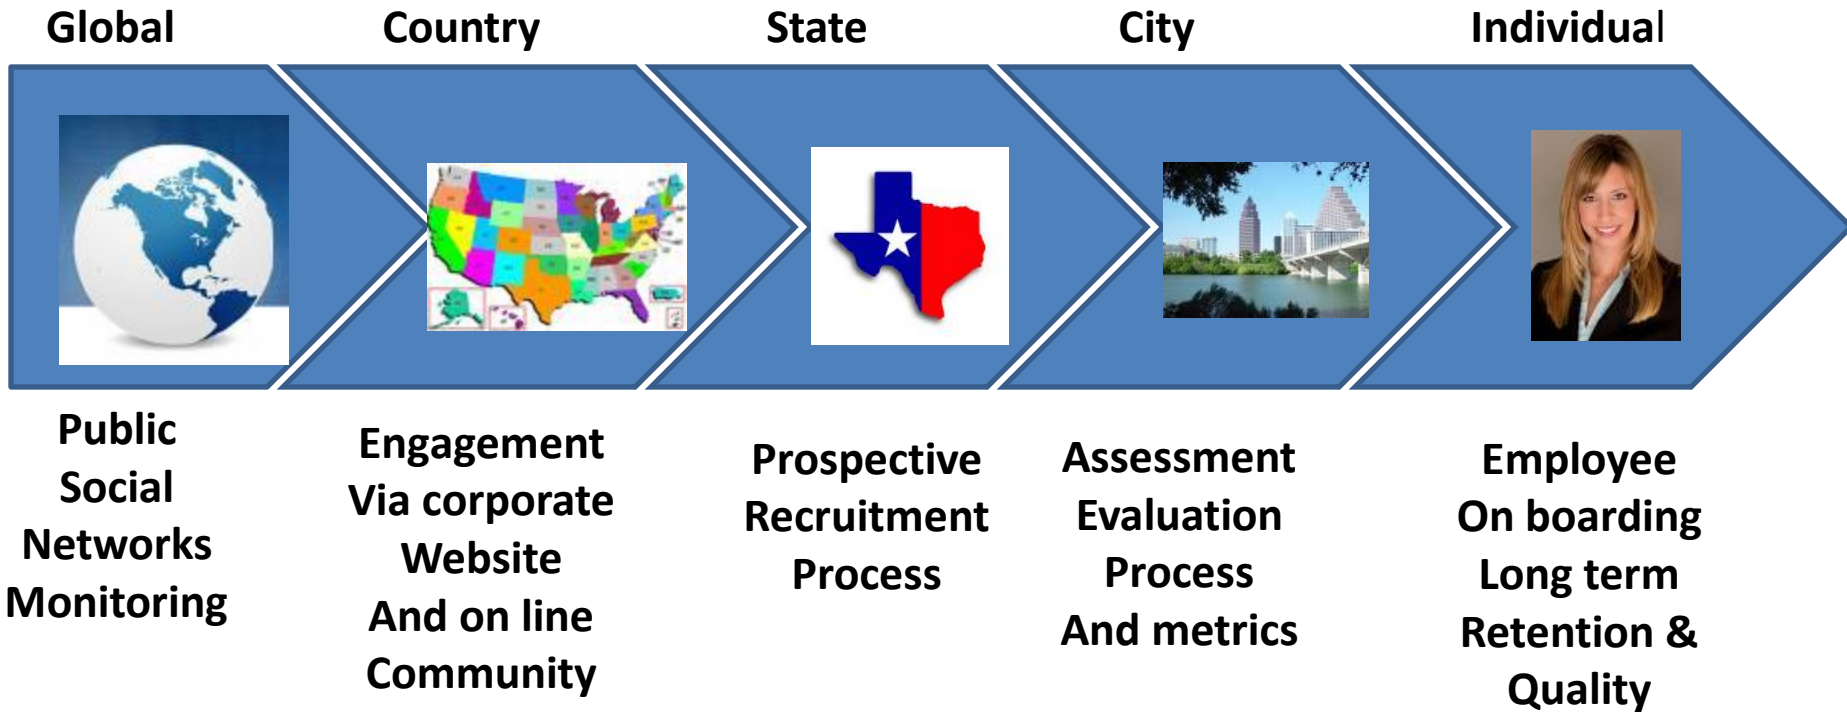 Global
Country
State
City
Individual
Public
Social
Networks
Monitoring
Engagement
Via corporate
Website
And on line
Community
Prospective
Recruitment
Process
Assessment
Evaluation
Process
And metrics
Employee
On boarding
Long term
Retention &
Quality